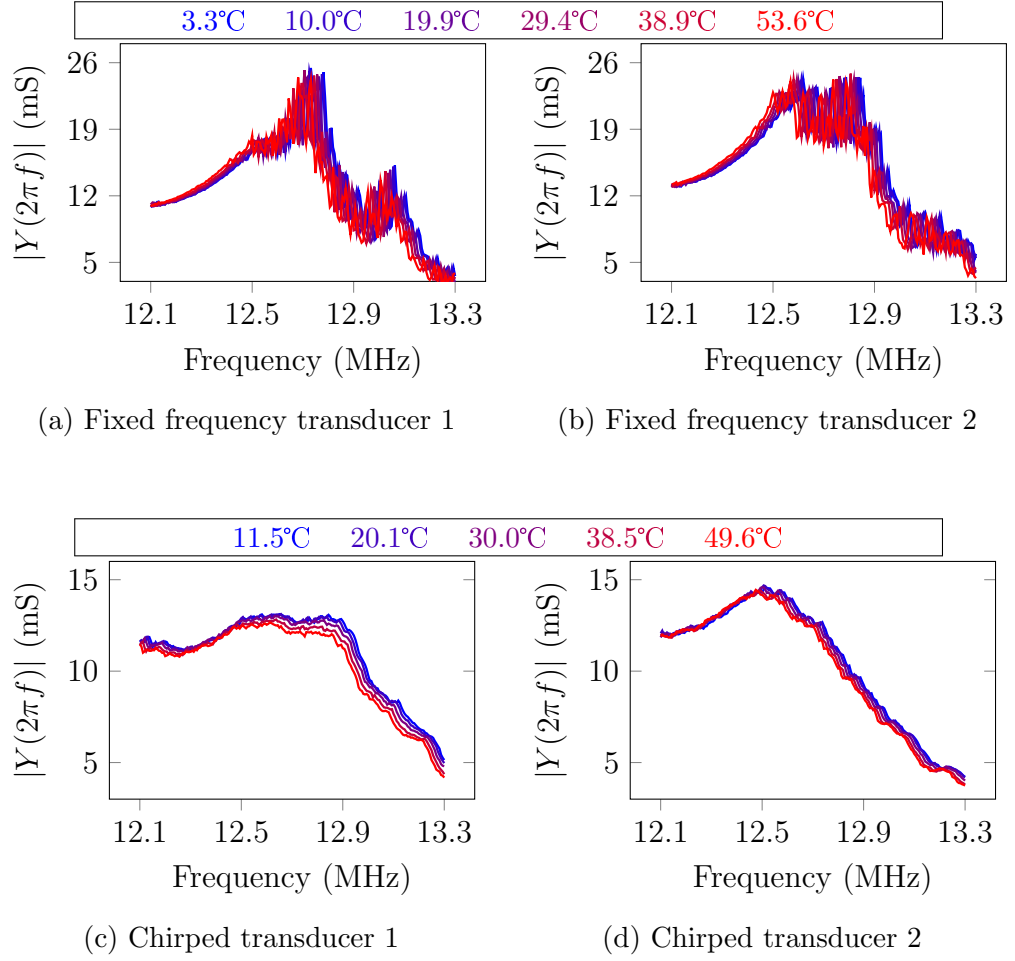 3.3℃ 10.0℃ 19.9℃ 29.4℃ 38.9℃ 53.6℃
26
19
12
5
|Y(2πf)| (mS)
12.1 12.5 12.9 13.3
Frequency (MHz)
(a) Fixed frequency transducer 1
26
19
12
5
|Y(2πf)| (mS)
12.1 12.5 12.9 13.3
Frequency (MHz)
(b) Fixed frequency transducer 2
11.5℃ 20.1℃ 30.0℃ 38.5℃ 49.6℃
15
10
5
|Y(2πf)| (mS)
12.1 12.5 12.9 13.3
Frequency (MHz)
(c) Chirped transducer 1
15
10
5
|Y(2πf)| (mS)
12.1 12.5 12.9 13.3
Frequency (MHz)
(d) Chirped transducer 2